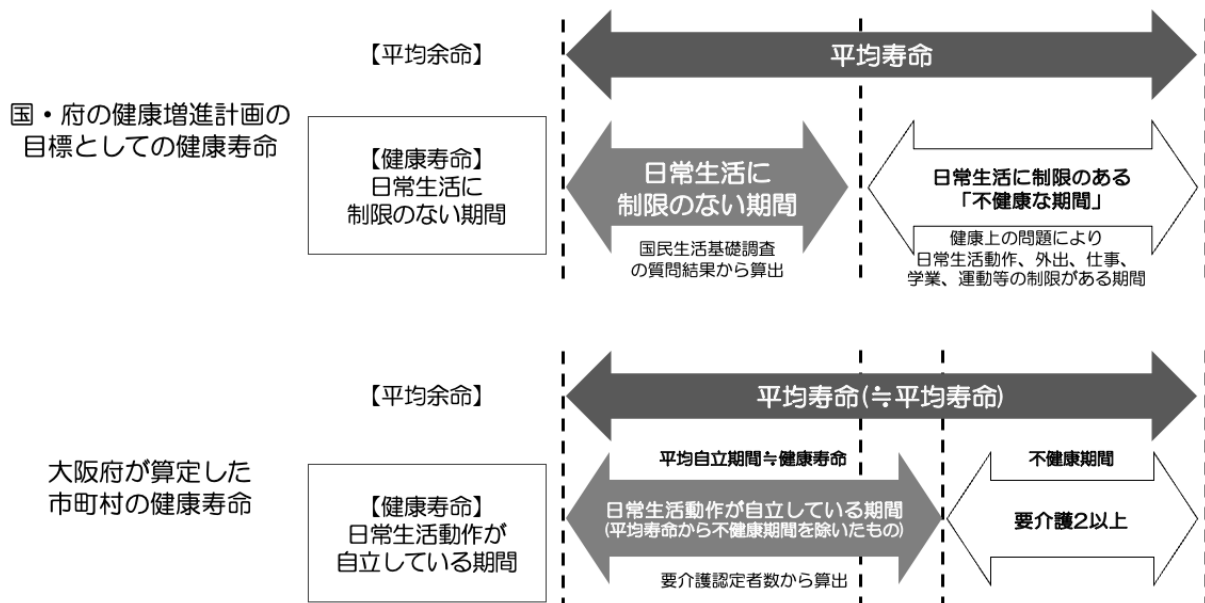 国・府の健康増進計画の
目標としての健康寿命
【平均余命】
平均寿命
【健康寿命】
日常生活に
制限のない期間
日常生活に
制限のない期間
国民生活基礎調査
の質問結果から算出
日常生活に制限のある
「不健康な期間」
健康上の問題により
日常生活動作、外出、仕事、
学業、運動等の制限がある期間
大阪府が算定した
市町村の健康寿命
【平均余命】
平均寿命(≒平均寿命)
【健康寿命】
日常生活動作が
自立している期間
平均自立期間≒健康寿命
日常生活動作が自立している期間
(平均寿命から不健康期間を除いたもの)
要介護認定者数から算出
不健康期間
要介護2以上